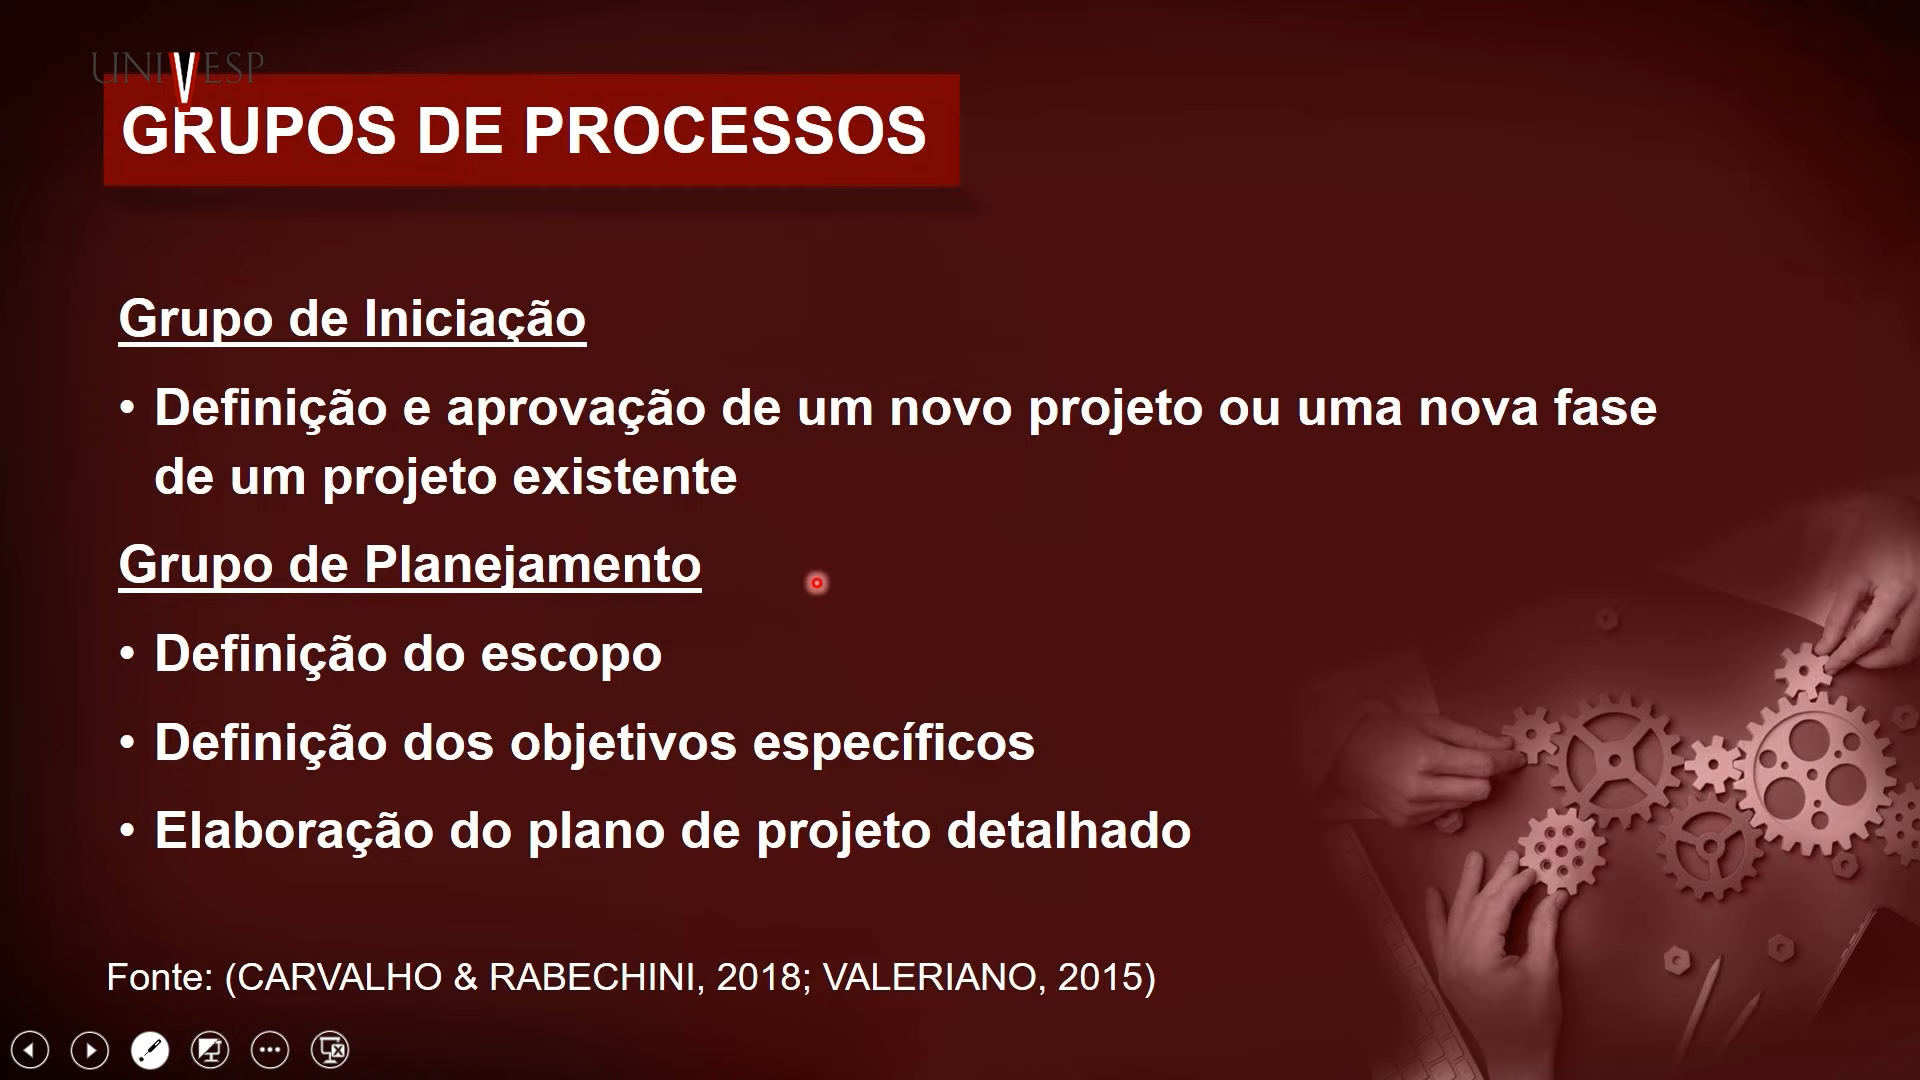 UNIVESP
GRUPOS DE PROCESSOS
Grupo de Iniciação
• Definição e aprovação de um novo projeto ou uma nova fase
de um projeto existente
Grupo de Planejamento
• Definição do escopo
• Definição dos objetivos específicos
• Elaboração do plano de projeto detalhado
Fonte: (CARVALHO & RABECHINI, 2018; VALERIANO, 2015)